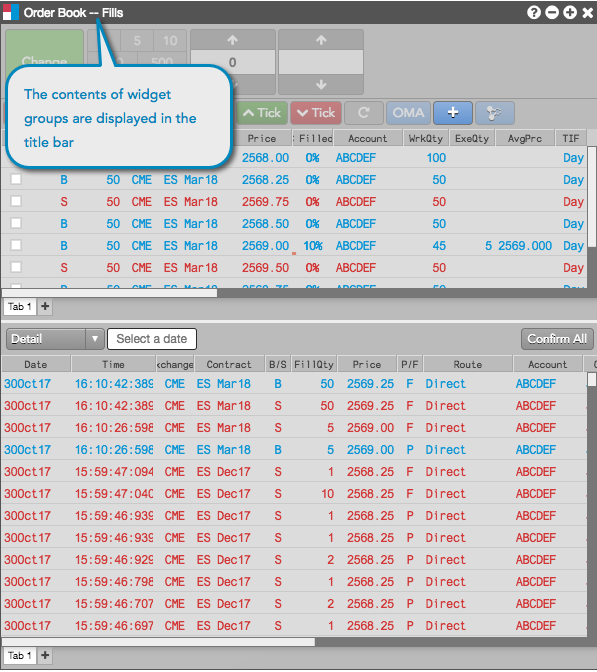 Order Book -- Fills
5 10
500
Change
0
The contents of widget
groups are displayed in the
title bar
Tick Tick C OMA +
Price Filled Account WrkQty ExeQty AvgPrc TIF
2568.00 0% ABCDEF 100 Day
B 50 CME ES Mar18 2568.25 0% ABCDEF 50 Day
S 50 CME ES Mar18 2569.75 0% ABCDEF 50 Day
B 50 CME ES Mar18 2568.50 0% ABCDEF 50 Day
B 50 CME ES Mar18 2569.00 10% ABCDEF 45 5 2569.000 Day
S 50 CME ES Mar18 2569.50 0% ABCDEF 50 Day
B 50 CME ES Mar18 2568.75 0% ABCDEF 50 Day
Tab 1 +
Detail Select a date Confirm All
Date Time xchange Contract B/S FillQty Price P/F Route Account
30Oct17 16:10:42:389 CME ES Mar18 B 50 2569.25 F Direct ABCDEF
30Oct17 16:10:42:389 CME ES Mar18 S 50 2569.25 F Direct ABCDEF
30Oct17 16:10:26:598 CME ES Mar18 S 5 2569.00 F Direct ABCDEF
30Oct17 16:10:26:598 CME ES Mar18 B 5 2569.00 P Direct ABCDEF
30Oct17 15:59:47:094 CME ES Dec17 S 1 2568.25 F Direct ABCDEF
30Oct17 15:59:47:040 CME ES Dec17 S 10 2568.25 F Direct ABCDEF
30Oct17 15:59:46:939 CME ES Dec17 S 1 2568.25 P Direct ABCDEF
30Oct17 15:59:46:939 CME ES Dec17 S 1 2568.25 P Direct ABCDEF
30Oct17 15:59:46:929 CME ES Dec17 S 2 2568.25 P Direct ABCDEF
30Oct17 15:59:46:798 CME ES Dec17 S 1 2568.25 P Direct ABCDEF
30Oct17 15:59:46:707 CME ES Dec17 S 2 2568.25 P Direct ABCDEF
30Oct17 15:59:46:697 CME ES Dec17 S 1 2568.25 P Direct ABCDEF
Tab 1 +